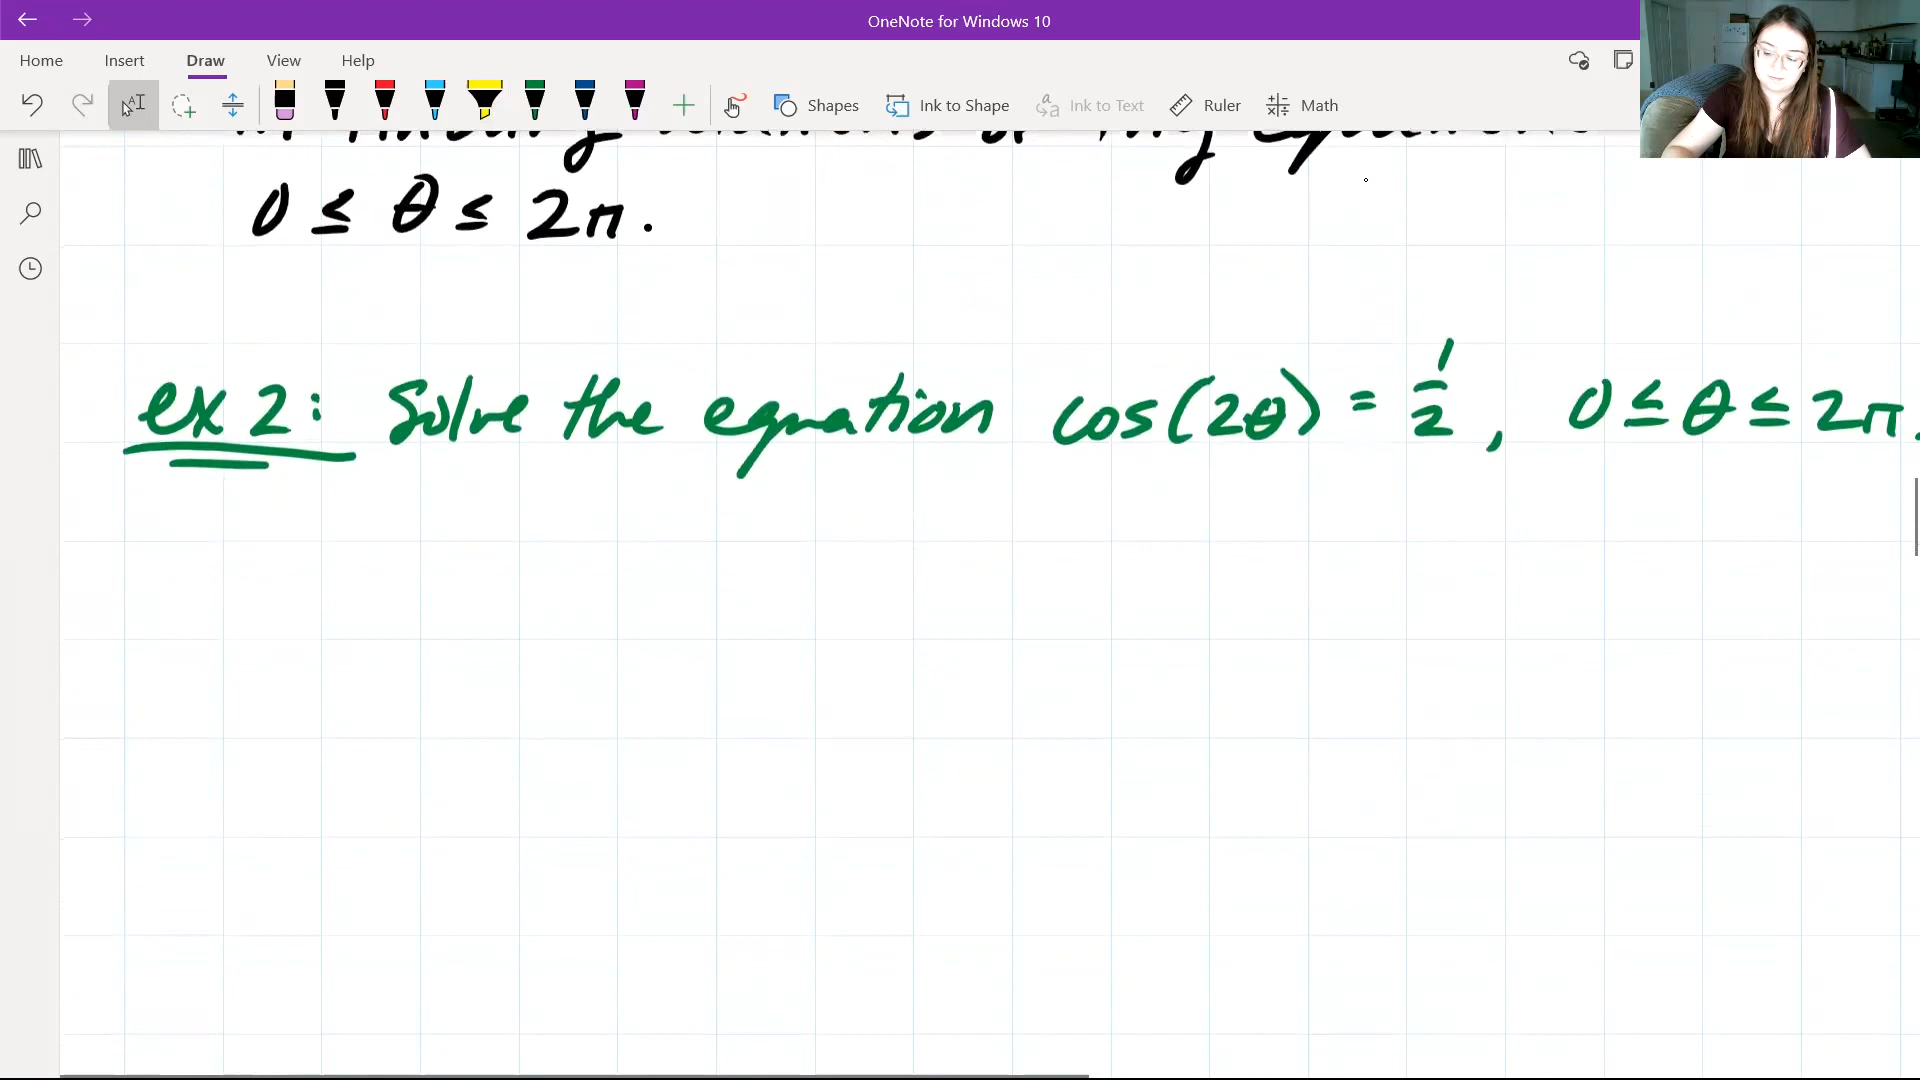 OneNote for Windows 10
Home Insert Draw View Help
Shapes Ink to Shape Ink to Text Ruler Math
0 ≤ θ ≤ 2π.
ex 2: Solve the equation cos(2θ) = 1/2, 0 ≤ θ ≤ 2π.